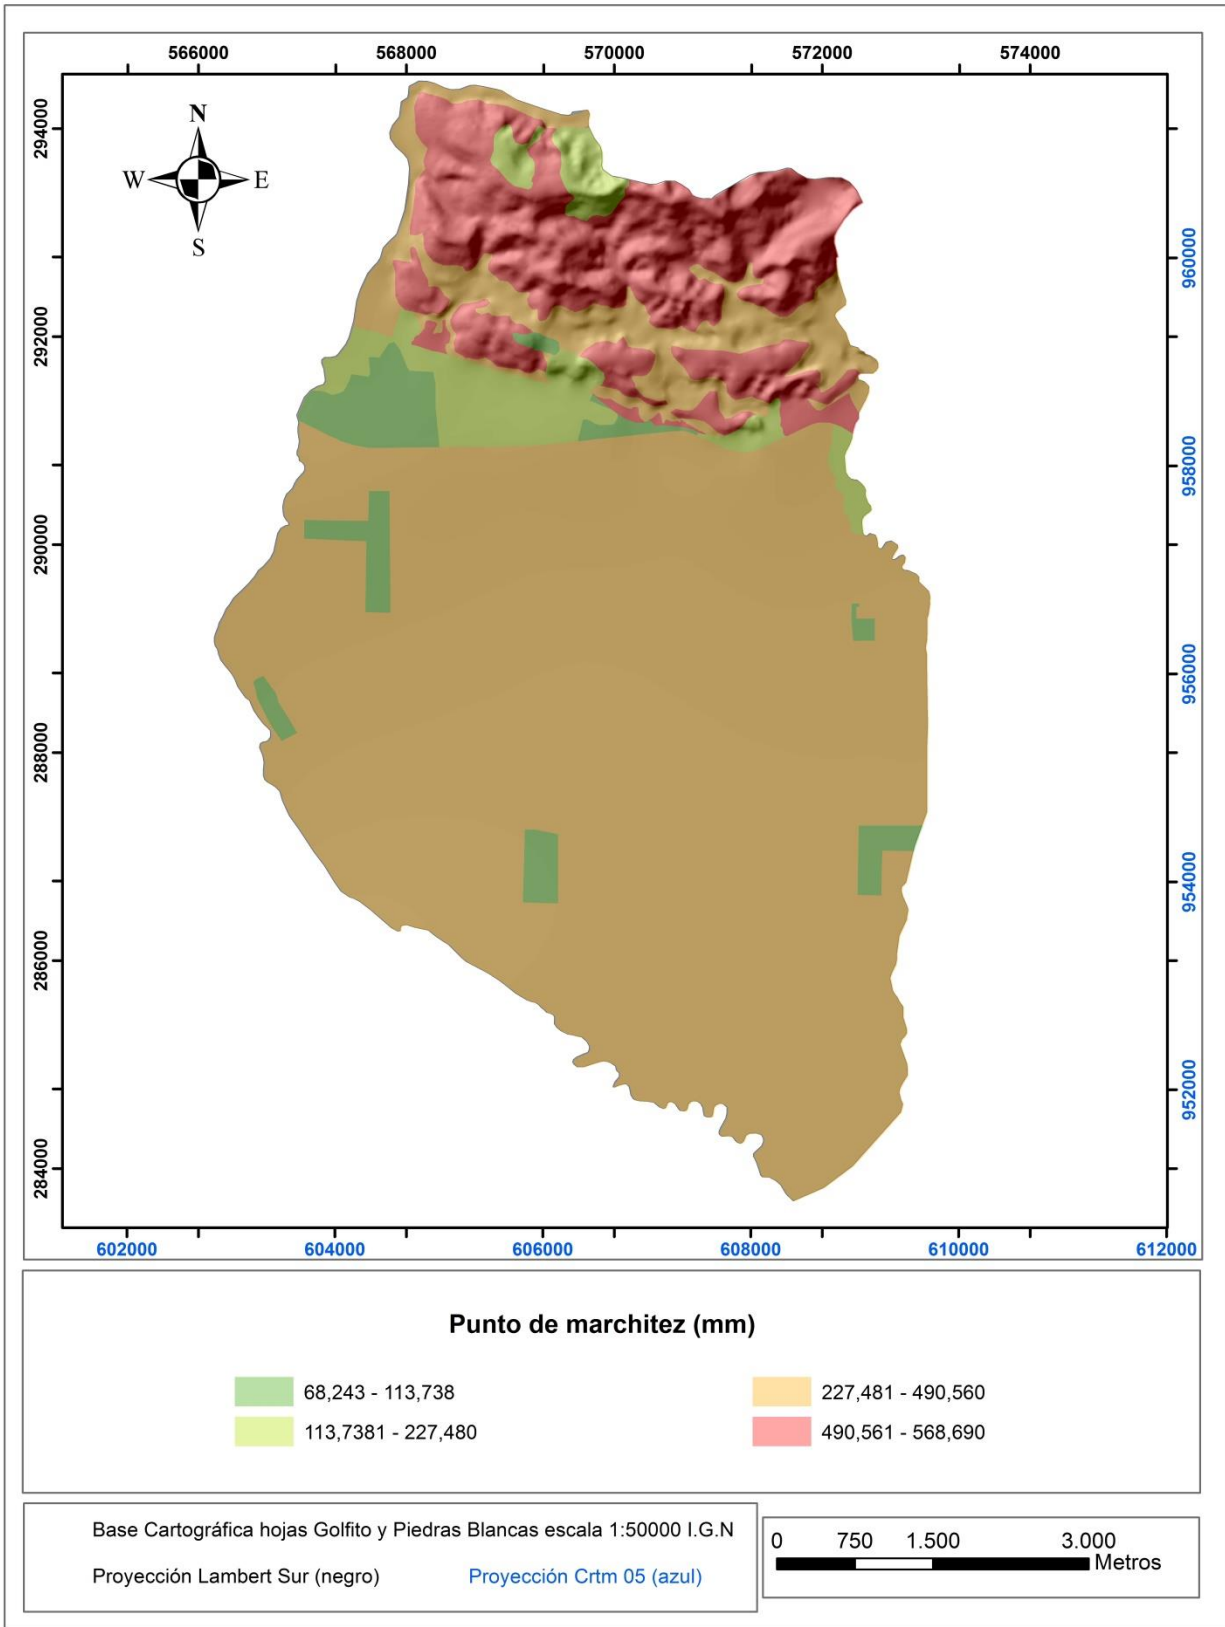 566000 568000 570000 572000 574000
N
W E
S
294000
292000
290000
288000
286000
284000
960000
958000
956000
954000
952000
602000 604000 606000 608000 610000 612000
Punto de marchitez (mm)
68,243 - 113,738 227,481 - 490,560
113,7381 - 227,480 490,561 - 568,690
Base Cartográfica hojas Golfito y Piedras Blancas escala 1:50000 I.G.N
Proyección Lambert Sur (negro) Proyección Crtm 05 (azul)
0 750 1.500 3.000
Metros